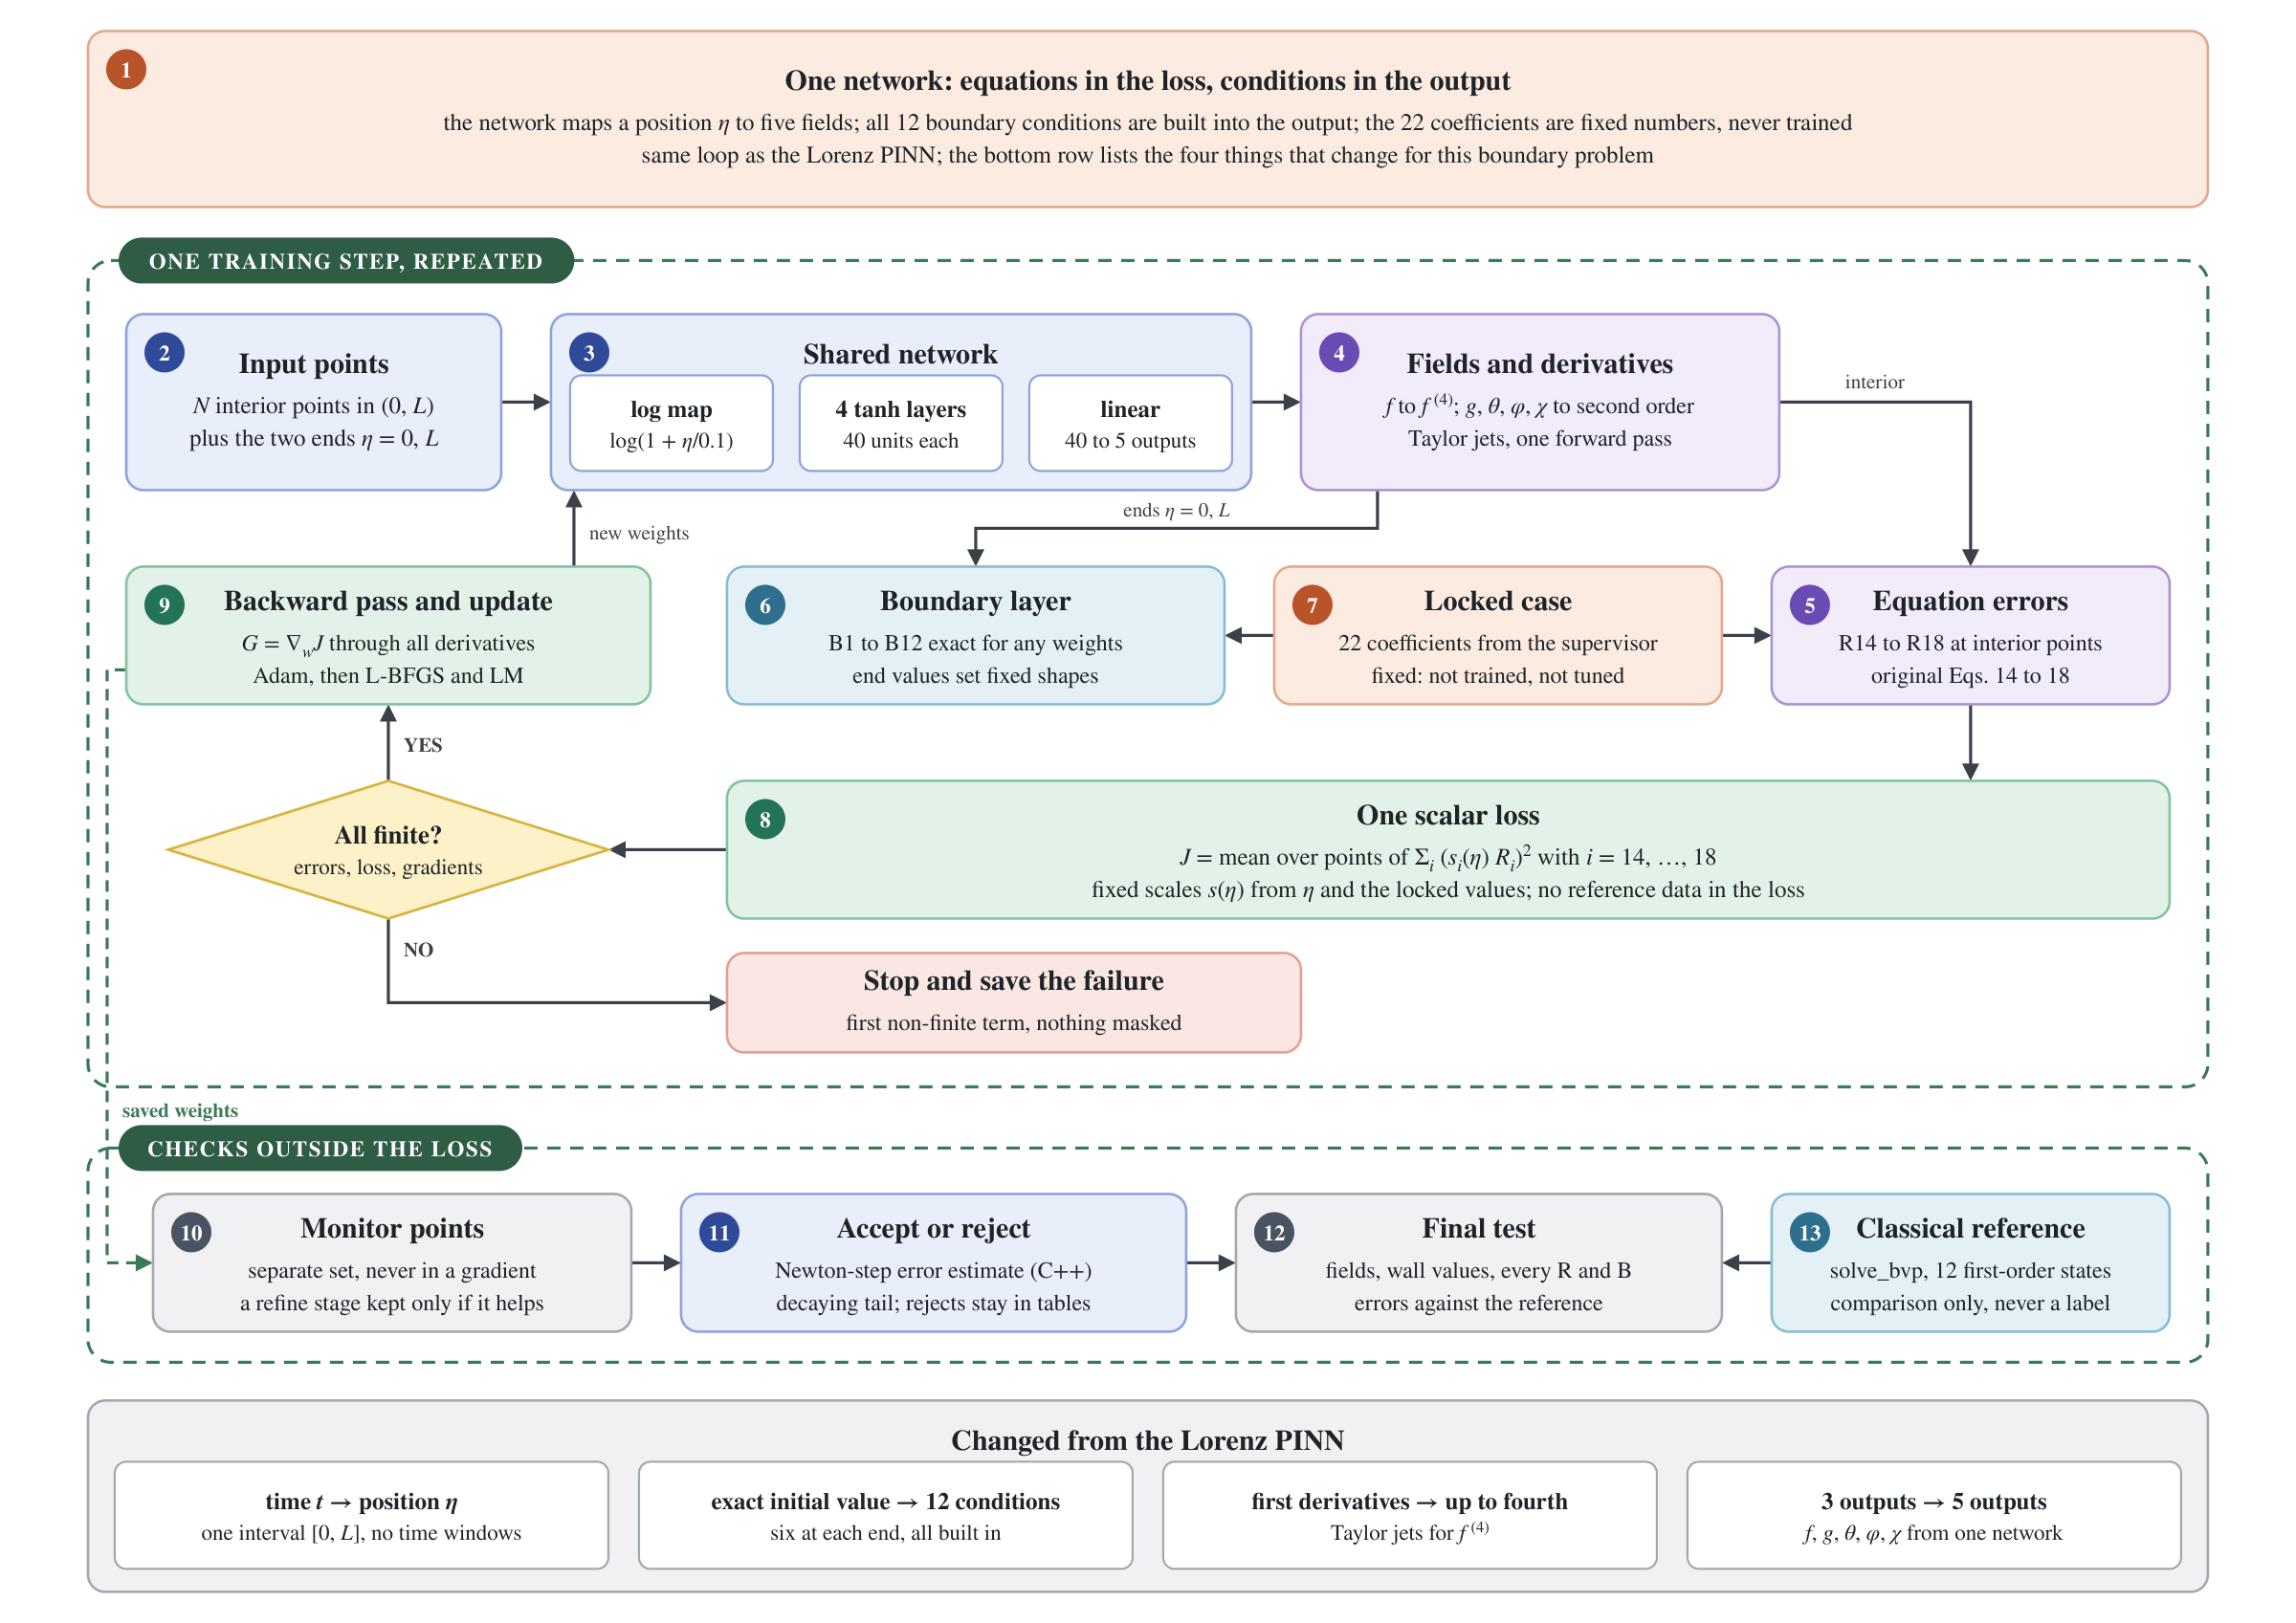 1
One network: equations in the loss, conditions in the output
the network maps a position η to five fields; all 12 boundary conditions are built into the output; the 22 coefficients are fixed numbers, never trained
same loop as the Lorenz PINN; the bottom row lists the four things that change for this boundary problem
ONE TRAINING STEP, REPEATED
2
Input points
N interior points in (0, L)
plus the two ends η = 0, L
3
Shared network
log map
log(1 + η/0.1)
4 tanh layers
40 units each
linear
40 to 5 outputs
4
Fields and derivatives
f to f⁽⁴⁾; g, θ, φ, χ to second order
Taylor jets, one forward pass
interior
ends η = 0, L
new weights
9
Backward pass and update
G = ∇_w J through all derivatives
Adam, then L-BFGS and LM
6
Boundary layer
B1 to B12 exact for any weights
end values set fixed shapes
7
Locked case
22 coefficients from the supervisor
fixed: not trained, not tuned
5
Equation errors
R14 to R18 at interior points
original Eqs. 14 to 18
YES
All finite?
errors, loss, gradients
8
One scalar loss
J = mean over points of Σ_i (s_i(η) R_i)² with i = 14, …, 18
fixed scales s(η) from η and the locked values; no reference data in the loss
NO
Stop and save the failure
first non-finite term, nothing masked
saved weights
CHECKS OUTSIDE THE LOSS
10
Monitor points
separate set, never in a gradient
a refine stage kept only if it helps
11
Accept or reject
Newton-step error estimate (C++)
decaying tail; rejects stay in tables
12
Final test
fields, wall values, every R and B
errors against the reference
13
Classical reference
solve_bvp, 12 first-order states
comparison only, never a label
Changed from the Lorenz PINN
time t → position η
one interval [0, L], no time windows
exact initial value → 12 conditions
six at each end, all built in
first derivatives → up to fourth
Taylor jets for f⁽⁴⁾
3 outputs → 5 outputs
f, g, θ, φ, χ from one network